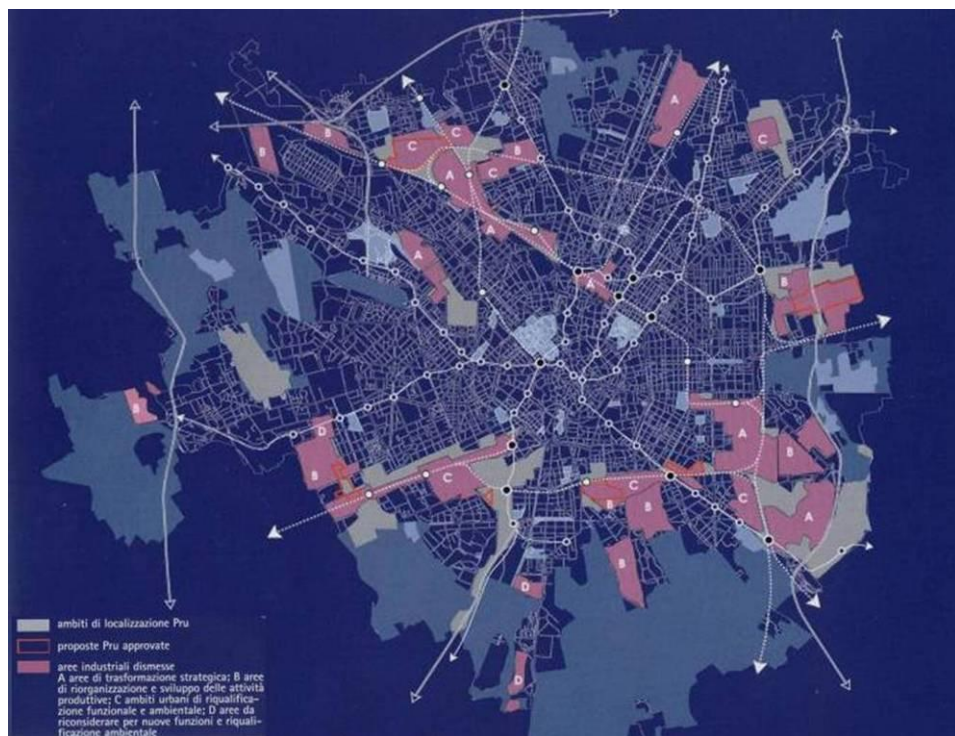 A
B
B
C
C
C
B
A
C
A
A
B
A
B
D
B
C
A
B
C
B
B
C
A
B
D
D
ambiti di localizzazione Pru
proposte Pru approvate
aree industriali dismesse
A aree di trasformazione strategica; B aree
di riorganizzazione e sviluppo delle attività
produttive; C ambiti urbani di riqualifica-
zione funzionale e ambientale; D aree da
riconsiderare per nuove funzioni e riquali-
ficazione ambientale